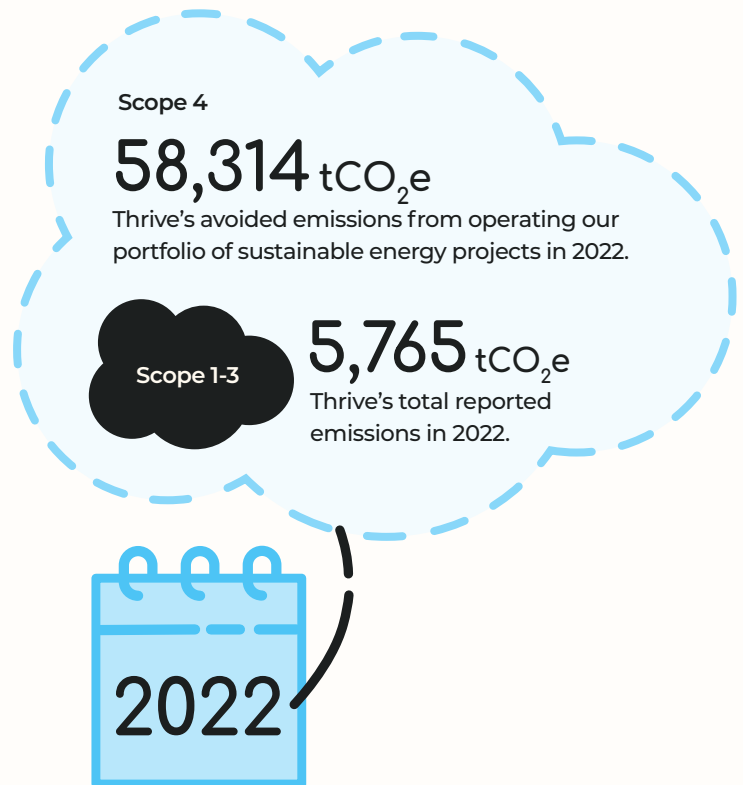 Scope 4
58,314 tCO₂e
Thrive’s avoided emissions from operating our
portfolio of sustainable energy projects in 2022.
Scope 1-3
5,765 tCO₂e
Thrive’s total reported
emissions in 2022.
2022